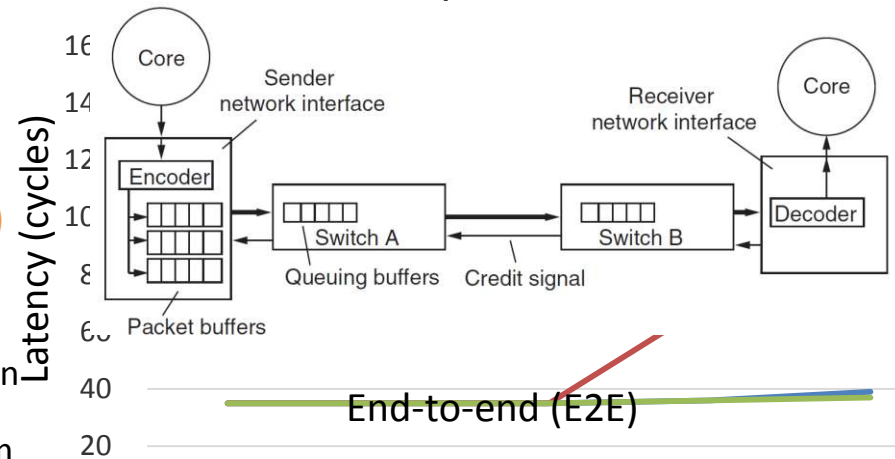 16
Core
Sender
network interface
14
Receiver
network interface
Core
Latency (cycles)
12
Encoder
10
Switch A
Switch B
Decoder
8
Queuing buffers
Credit signal
Packet buffers
40
End-to-end (E2E)
20